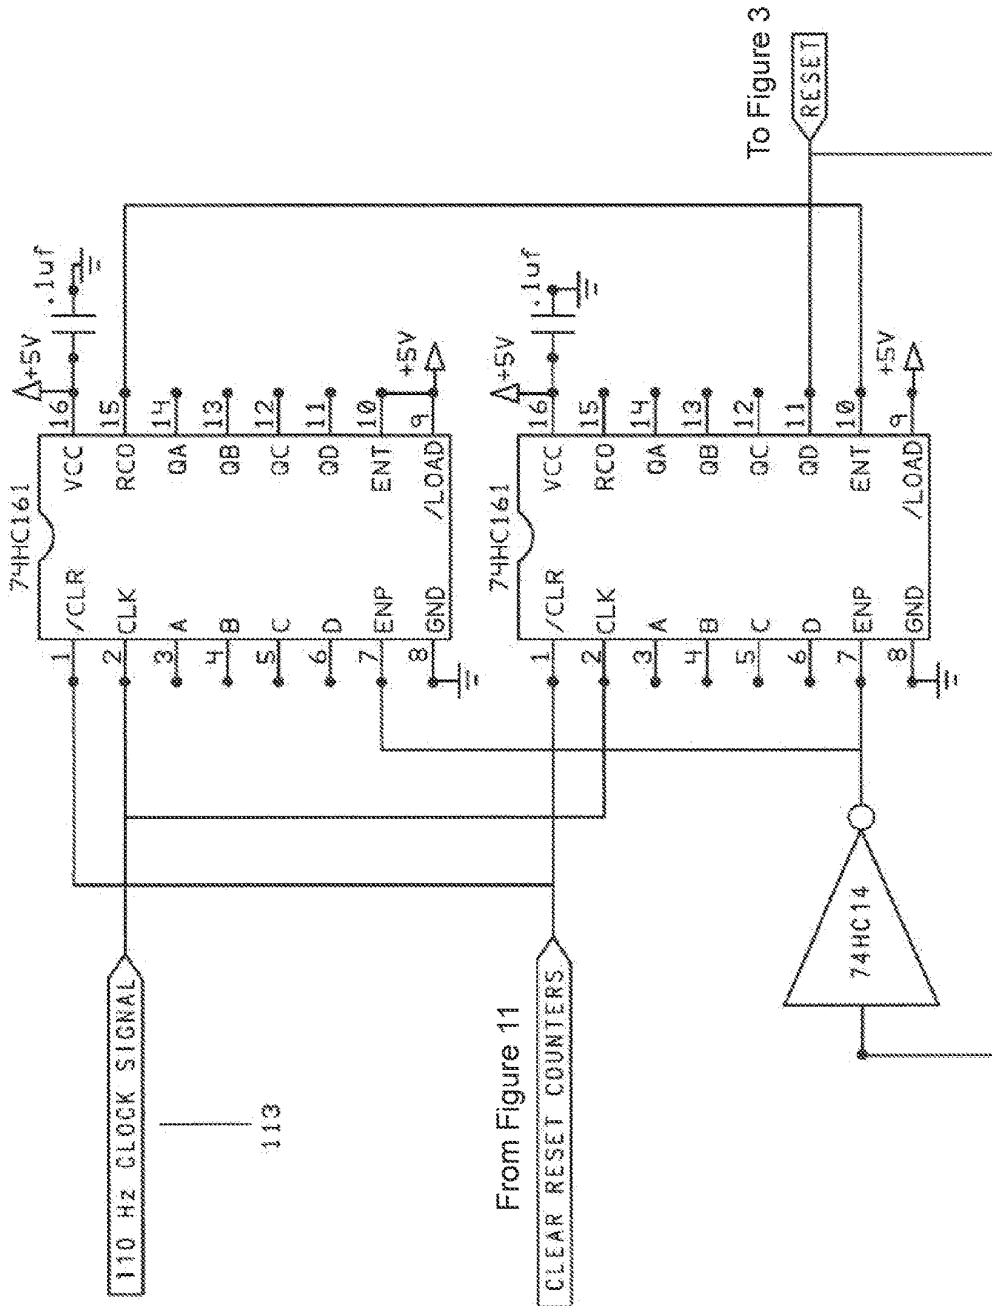 110 Hz CLOCK SIGNAL
113
From Figure 11
CLEAR RESET COUNTERS
74HC14
74HC161
/CLR
CLK
A
B
C
D
ENP
GND
1
2
3
4
5
6
7
8
VCC
RCO
QA
QB
QC
QD
ENT
/LOAD
16
15
14
13
12
11
10
9
+5V
.1uf
+5V
74HC161
/CLR
CLK
A
B
C
D
ENP
GND
1
2
3
4
5
6
7
8
VCC
RCO
QA
QB
QC
QD
ENT
/LOAD
16
15
14
13
12
11
10
9
+5V
.1uf
+5V
To Figure 3
RESET